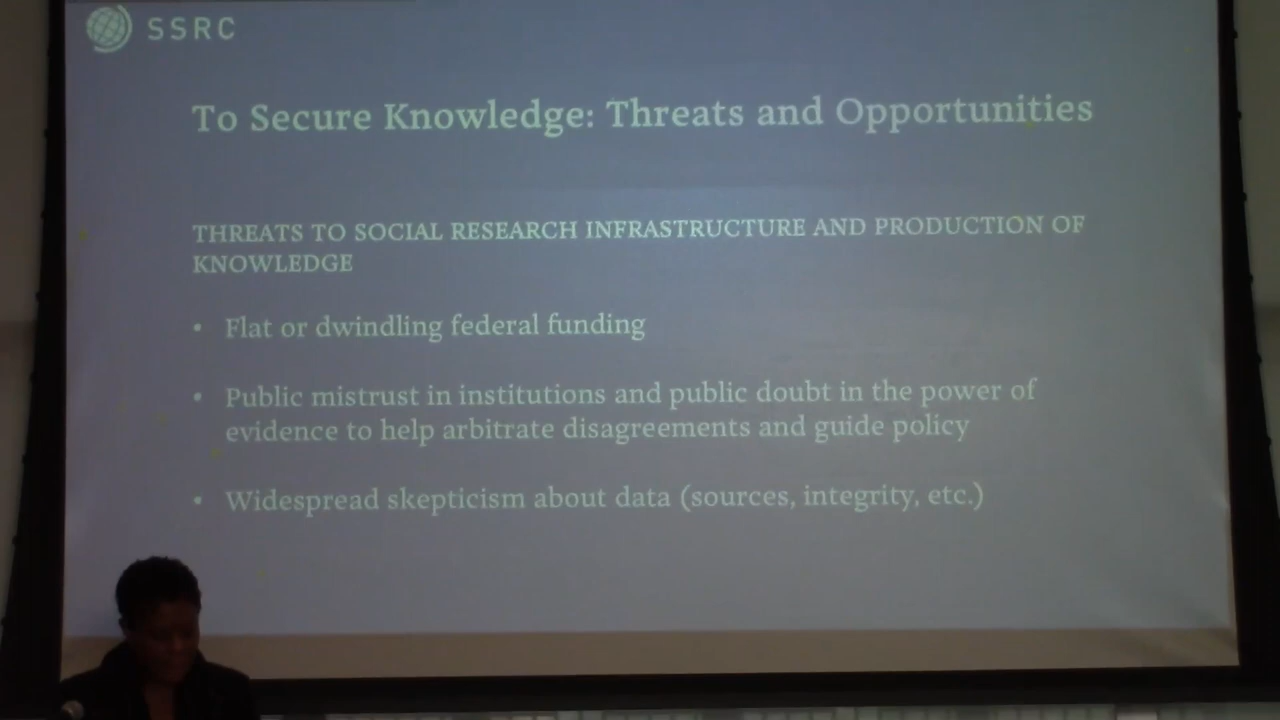 SSRC
To Secure Knowledge: Threats and Opportunities
THREATS TO SOCIAL RESEARCH INFRASTRUCTURE AND PRODUCTION OF
KNOWLEDGE
• Flat or dwindling federal funding
• Public mistrust in institutions and public doubt in the power of
evidence to help arbitrate disagreements and guide policy
• Widespread skepticism about data (sources, integrity, etc.)